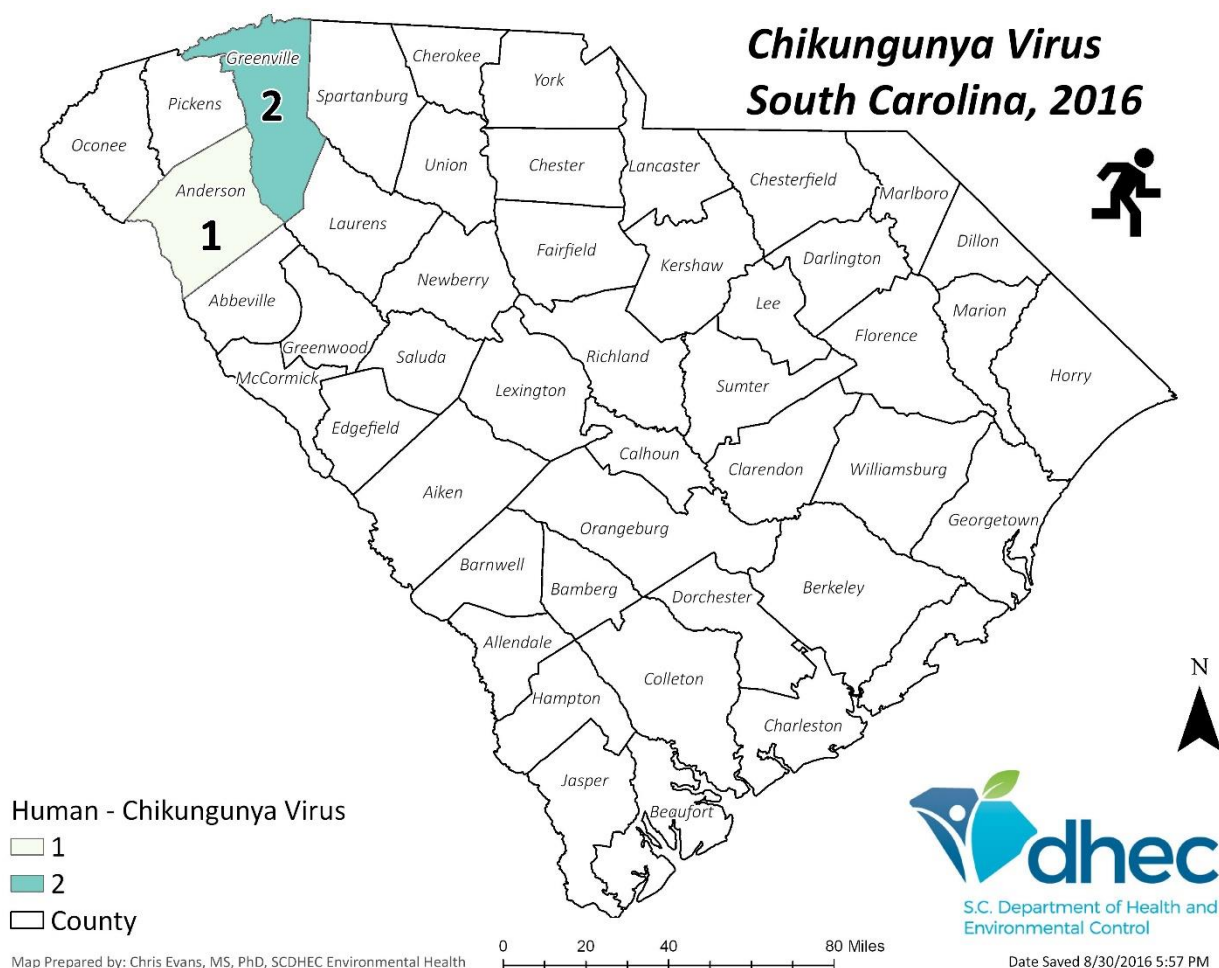 Chikungunya Virus
South Carolina, 2016
Greenville
2
Cherokee
York
Spartanburg
Pickens
Oconee
Union
Chester
Lancaster
Chesterfield
Marlboro
Anderson
1
Laurens
Dillon
Fairfield
Kershaw
Darlington
Newberry
Abbeville
Lee
Marion
Greenwood
Saluda
Richland
Florence
McCormick
Lexington
Sumter
Horry
Edgefield
Calhoun
Clarendon
Williamsburg
Aiken
Georgetown
Orangeburg
Barnwell
Bamberg
Dorchester
Berkeley
Allendale
Colleton
Hampton
Charleston
Jasper
Beaufort
N
Human - Chikungunya Virus
1
2
County
dhec
S.C. Department of Health and
Environmental Control
0 20 40 80 Miles
Map Prepared by: Chris Evans, MS, PhD, SCDHEC Environmental Health
Date Saved 8/30/2016 5:57 PM